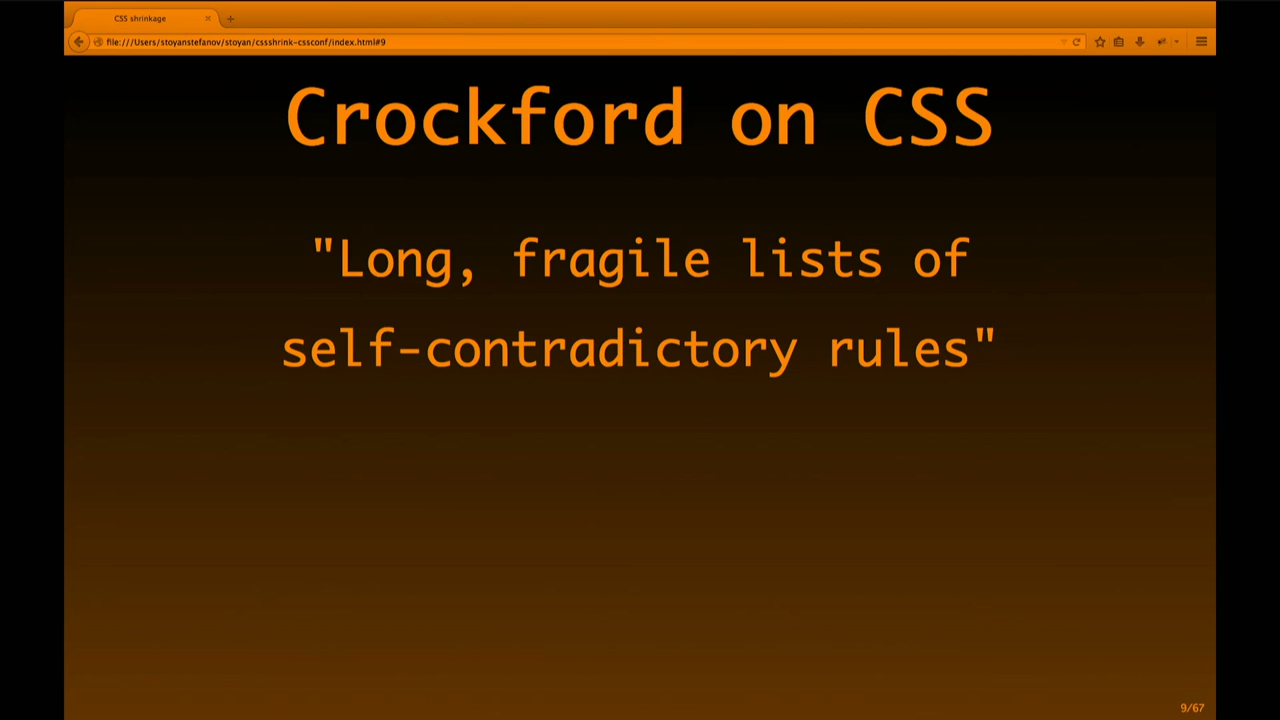 CSS shrinkage
file:///Users/stoyanstefanov/stoyan/cssshrink-cssconf/index.html#9
Crockford on CSS
"Long, fragile lists of
self-contradictory rules"
9/67